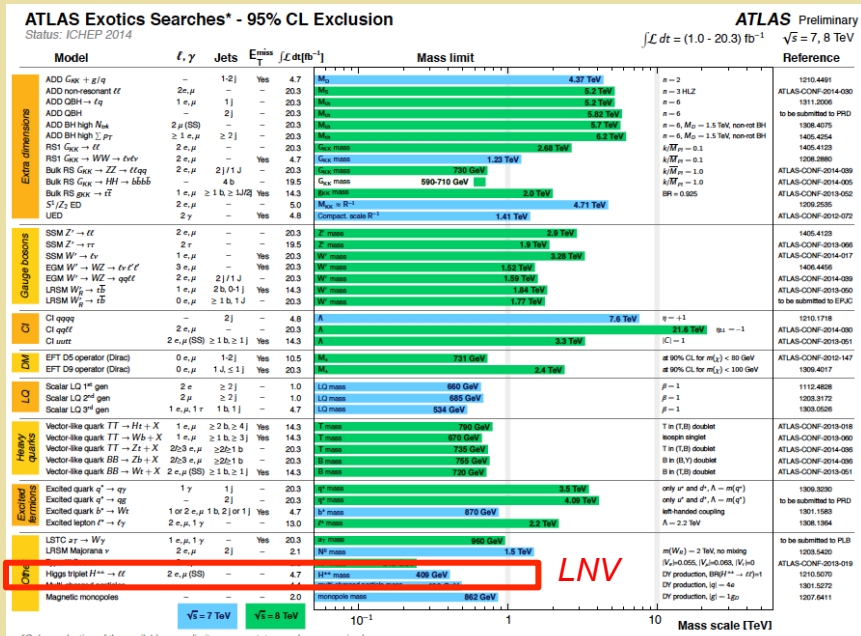 ATLAS Exotics Searches* - 95% CL Exclusion
ATLAS Preliminary
Status: ICHEP 2014
∫L dt = (1.0 - 20.3) fb⁻¹ √s = 7, 8 TeV
Model ℓ, γ Jets E_T^miss ∫L dt[fb⁻¹] Mass limit Reference
Extra dimensions
ADD G_KK + g/q – 1-2 j Yes 4.7 M_D 4.37 TeV n = 2 1210.4491
ADD non-resonant ℓℓ 2e, μ – – 20.3 M_S 5.2 TeV n = 3 HLZ ATLAS-CONF-2014-030
ADD QBH → ℓq 1 e, μ 1 j – 20.3 M_th 5.2 TeV n = 6 1311.2006
ADD QBH – 2 j – 20.3 M_th 5.82 TeV n = 6 to be submitted to PRD
ADD BH high N_trk 2 μ (SS) – – 20.3 M_th 5.7 TeV n = 6, M_D = 1.5 TeV, non-rot BH 1308.4075
ADD BH high ∑ p_T ≥ 1 e, μ ≥ 2 j – 20.3 M_th 6.2 TeV n = 6, M_D = 1.5 TeV, non-rot BH 1405.4254
RS1 G_KK → ℓℓ 2 e, μ – – 20.3 G_KK mass 2.68 TeV k/M̄_Pl = 0.1 1405.4123
RS1 G_KK → WW → ℓνℓν 2 e, μ – Yes 4.7 G_KK mass 1.23 TeV k/M̄_Pl = 0.1 1208.2880
Bulk RS G_KK → ZZ → ℓℓqq 2 e, μ 2 j / 1 J – 20.3 G_KK mass 730 GeV k/M̄_Pl = 1.0 ATLAS-CONF-2014-039
Bulk RS G_KK → HH → bb̄bb̄ – 4 b – 19.5 G_KK mass 590-710 GeV k/M̄_Pl = 1.0 ATLAS-CONF-2014-005
Bulk RS g_KK → tt̄ 1 e, μ ≥ 1 b, ≥ 1J/2j Yes 14.3 g_KK mass 2.0 TeV BR = 0.925 ATLAS-CONF-2013-052
S¹/Z₂ ED 2 e, μ – – 5.0 M_KK ≈ R⁻¹ 4.71 TeV 1209.2535
UED 2 γ – Yes 4.8 Compact. scale R⁻¹ 1.41 TeV ATLAS-CONF-2012-072
Gauge bosons
SSM Z′ → ℓℓ 2 e, μ – – 20.3 Z′ mass 2.9 TeV 1405.4123
SSM Z′ → ττ 2 τ – – 19.5 Z′ mass 1.9 TeV ATLAS-CONF-2013-066
SSM W′ → ℓν 1 e, μ – Yes 20.3 W′ mass 3.28 TeV ATLAS-CONF-2014-017
EGM W′ → WZ → ℓν ℓ′ℓ′ 3 e, μ – Yes 20.3 W′ mass 1.52 TeV 1406.4456
EGM W′ → WZ → qqℓℓ 2 e, μ 2 j / 1 J – 20.3 W′ mass 1.59 TeV ATLAS-CONF-2014-039
LRSM W′_R → tb̄ 1 e, μ 2 b, 0-1 j Yes 14.3 W′ mass 1.84 TeV ATLAS-CONF-2013-050
LRSM W′_R → tb̄ 0 e, μ ≥ 1 b, 1 J – 20.3 W′ mass 1.77 TeV to be submitted to EPJC
CI
CI qqqq – 2 j – 4.8 Λ 7.6 TeV η = +1 1210.1718
CI qqℓℓ 2 e, μ – – 20.3 Λ 21.6 TeV η_LL = −1 ATLAS-CONF-2014-030
CI uutt 2 e, μ (SS) ≥ 1 b, ≥ 1 j Yes 14.3 Λ 3.3 TeV |C| = 1 ATLAS-CONF-2013-051
DM
EFT D5 operator (Dirac) 0 e, μ 1-2 j Yes 10.5 M_* 731 GeV at 90% CL for m(χ) < 80 GeV ATLAS-CONF-2012-147
EFT D9 operator (Dirac) 0 e, μ 1 J, ≤ 1 j Yes 20.3 M_* 2.4 TeV at 90% CL for m(χ) < 100 GeV 1309.4017
LQ
Scalar LQ 1st gen 2 e ≥ 2 j – 1.0 LQ mass 660 GeV β = 1 1112.4828
Scalar LQ 2nd gen 2 μ ≥ 2 j – 1.0 LQ mass 685 GeV β = 1 1203.3172
Scalar LQ 3rd gen 1 e, μ, 1 τ 1 b, 1 j – 4.7 LQ mass 534 GeV β = 1 1303.0526
Heavy quarks
Vector-like quark TT → Ht + X 1 e, μ ≥ 2 b, ≥ 4 j Yes 14.3 T mass 790 GeV T in (T,B) doublet ATLAS-CONF-2013-018
Vector-like quark TT → Wb + X 1 e, μ ≥ 1 b, ≥ 3 j Yes 14.3 T mass 670 GeV isospin singlet ATLAS-CONF-2013-060
Vector-like quark TT → Zt + X 2/≥3 e, μ ≥2/≥1 b – 20.3 T mass 735 GeV T in (T,B) doublet ATLAS-CONF-2014-036
Vector-like quark BB → Zb + X 2/≥3 e, μ ≥2/≥1 b – 20.3 B mass 755 GeV B in (B,Y) doublet ATLAS-CONF-2014-036
Vector-like quark BB → Wt + X 2 e, μ (SS) ≥ 1 b, ≥ 1 j Yes 14.3 B mass 720 GeV B in (T,B) doublet ATLAS-CONF-2013-051
Excited fermions
Excited quark q* → qγ 1 γ 1 j – 20.3 q* mass 3.5 TeV only u* and d*, Λ = m(q*) 1309.3230
Excited quark q* → qg – 2 j – 20.3 q* mass 4.09 TeV only u* and d*, Λ = m(q*) to be submitted to PRD
Excited quark b* → Wt 1 or 2 e, μ 1 b, 2 j or 1 j Yes 4.7 b* mass 870 GeV left-handed coupling 1301.1583
Excited lepton ℓ* → ℓγ 2 e, μ, 1 γ – – 13.0 ℓ* mass 2.2 TeV Λ = 2.2 TeV 1308.1364
Other
LSTC a_T → Wγ 1 e, μ, 1 γ – Yes 20.3 a_T mass 960 GeV to be submitted to PLB
LRSM Majorana ν 2 e, μ 2 j – 2.1 N⁰ mass 1.5 TeV m(W_R) = 2 TeV, no mixing 1203.5420
|V_e|=0.055, |V_μ|=0.063, |V_τ|=0 ATLAS-CONF-2013-019
Higgs triplet H±± → ℓℓ 2 e, μ (SS) – – 4.7 H±± mass 409 GeV DY production, BR(H±± → ℓℓ)=1 1210.5070
DY production, |q| = 4e 1301.5272
Magnetic monopoles – – – 2.0 monopole mass 862 GeV DY production, |g| = 1g_D 1207.6411
LNV
√s = 7 TeV √s = 8 TeV
10⁻¹ 1 10
Mass scale [TeV]